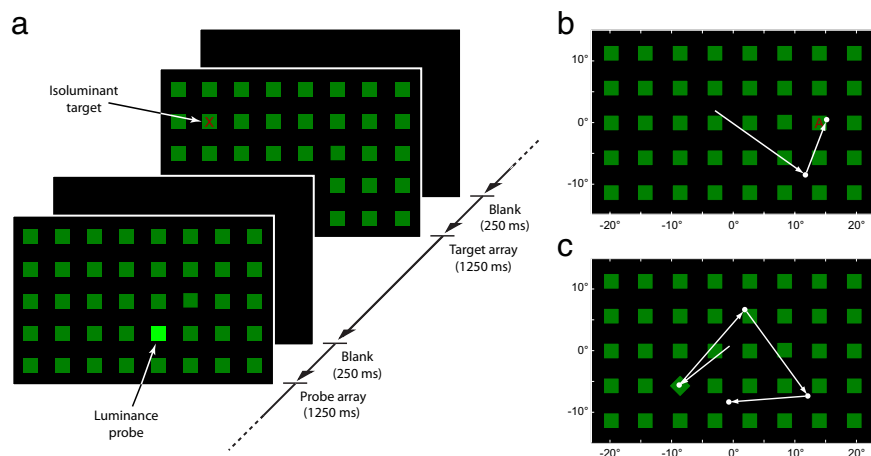 a
Isoluminant
target
X
Blank
(250 ms)
Target array
(1250 ms)
Blank
(250 ms)
Probe array
(1250 ms)
Luminance
probe
b
10°
0°
-10°
-20° -10° 0° 10° 20°
c
10°
0°
-10°
-20° -10° 0° 10° 20°